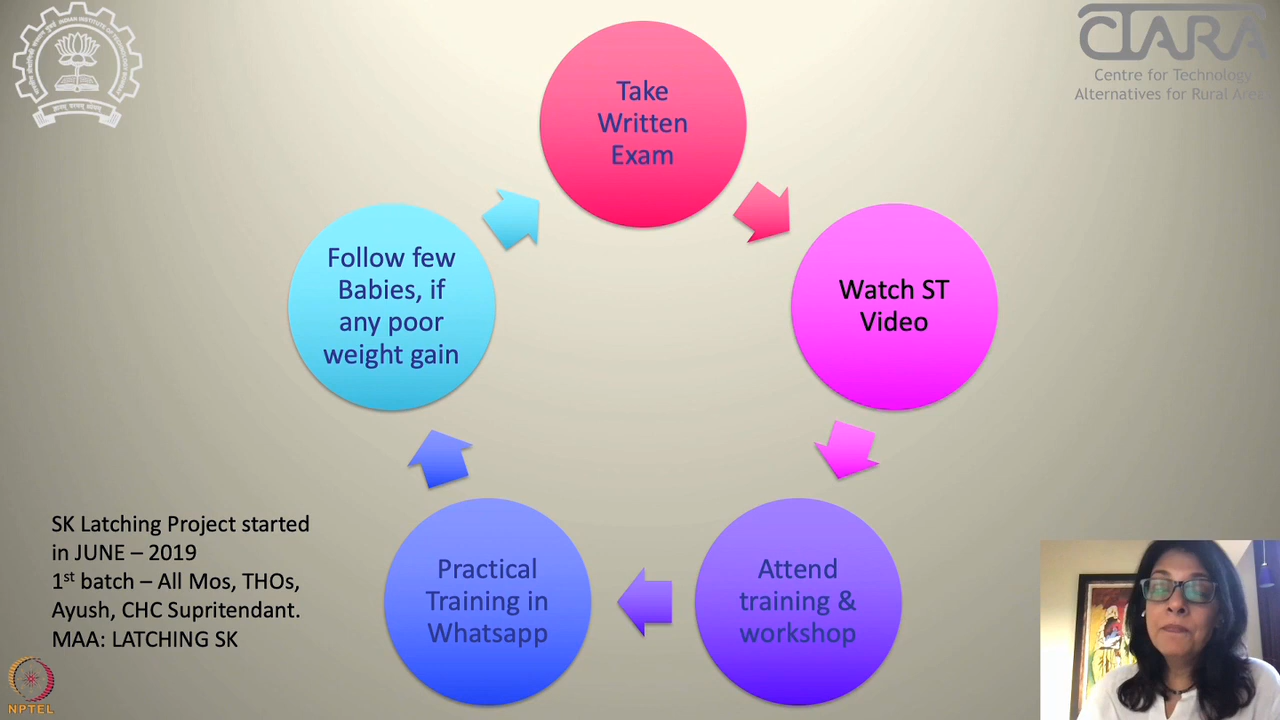 CTARA
Centre for Technology
Alternatives for Rural Areas
Take
Written
Exam
Watch ST
Video
Attend
training &
workshop
Practical
Training in
Whatsapp
Follow few
Babies, if
any poor
weight gain
SK Latching Project started
in JUNE – 2019
1st batch – All Mos, THOs,
Ayush, CHC Supritendant.
MAA: LATCHING SK
NPTEL